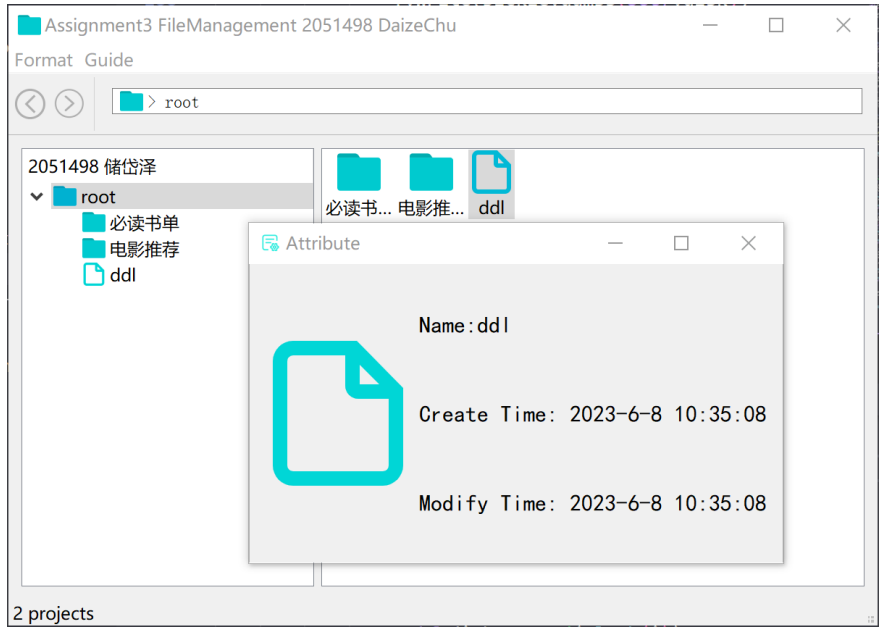 Assignment3 FileManagement 2051498 DaizeChu
Format Guide
root
2051498 储岱泽
root
必读书单
电影推荐
ddl
必读书... 电影推... ddl
Attribute
Name:ddl
Create Time: 2023-6-8 10:35:08
Modify Time: 2023-6-8 10:35:08
2 projects